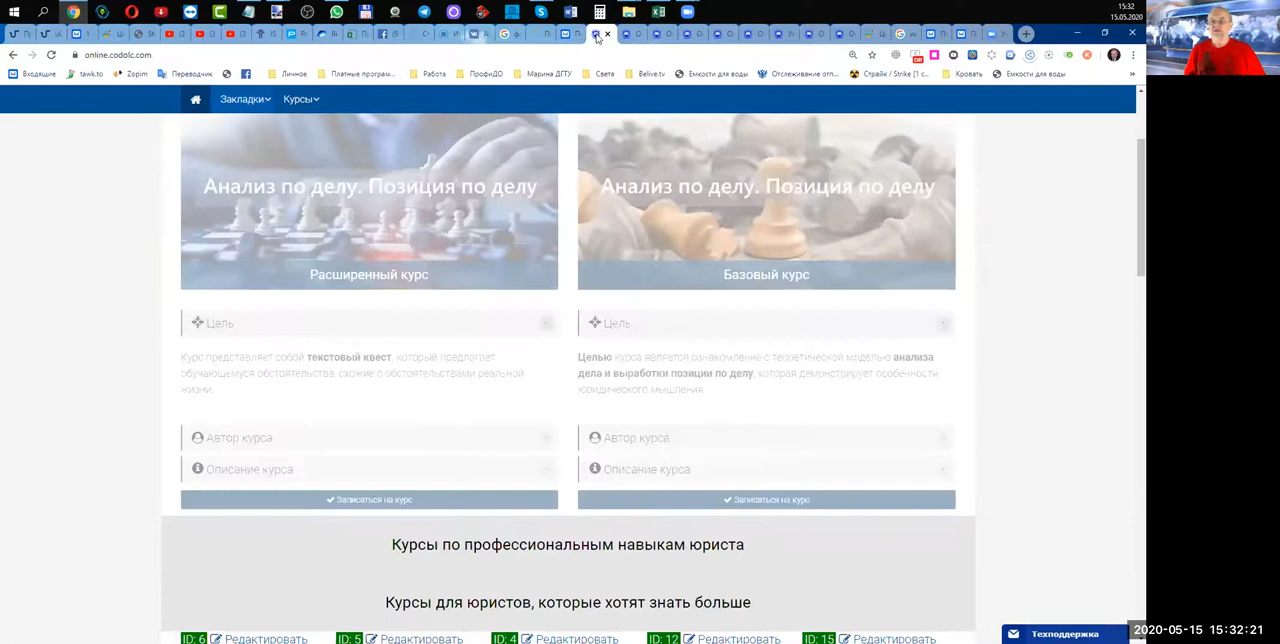 15:32
15.05.2020
online.codolc.com
Входящие
tawk.to
Zopim
Переводчик
Личное
Платные програм...
Работа
ПрофиДО
Марина ДГТУ
Света
Belive.tv
Емкости для воды
Отслеживание отп...
Страйк / Strike [1 с...
Кровать
Емкости для воды
Закладки
Курсы
Анализ по делу. Позиция по делу
Расширенный курс
Цель
Курс представляет собой текстовый квест, который предлагает
обучающемуся обстоятельства, схожие с обстоятельствами реальной
жизни.
Автор курса
Описание курса
Записаться на курс
Анализ по делу. Позиция по делу
Базовый курс
Цель
Целью курса является ознакомление с теоретической моделью анализа
дела и выработки позиции по делу, которая демонстрирует особенности
юридического мышления.
Автор курса
Описание курса
Записаться на курс
Курсы по профессиональным навыкам юриста
Курсы для юристов, которые хотят знать больше
ID: 6 Редактировать
ID: 5 Редактировать
ID: 4 Редактировать
ID: 12 Редактировать
ID: 15 Редактировать
Техподдержка
2020-05-15 15:32:21